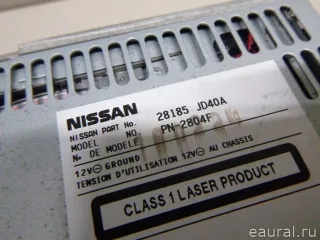 NISSAN
NISSAN PART No. 28185 JD40A
MODEL No. PN-2804F
No. DE MODELE
12V⎓ GROUND 12V⎓ AU CHASSIS
TENSION D'UTILISATION
CLASS 1 LASER PRODUCT
eaural.ru